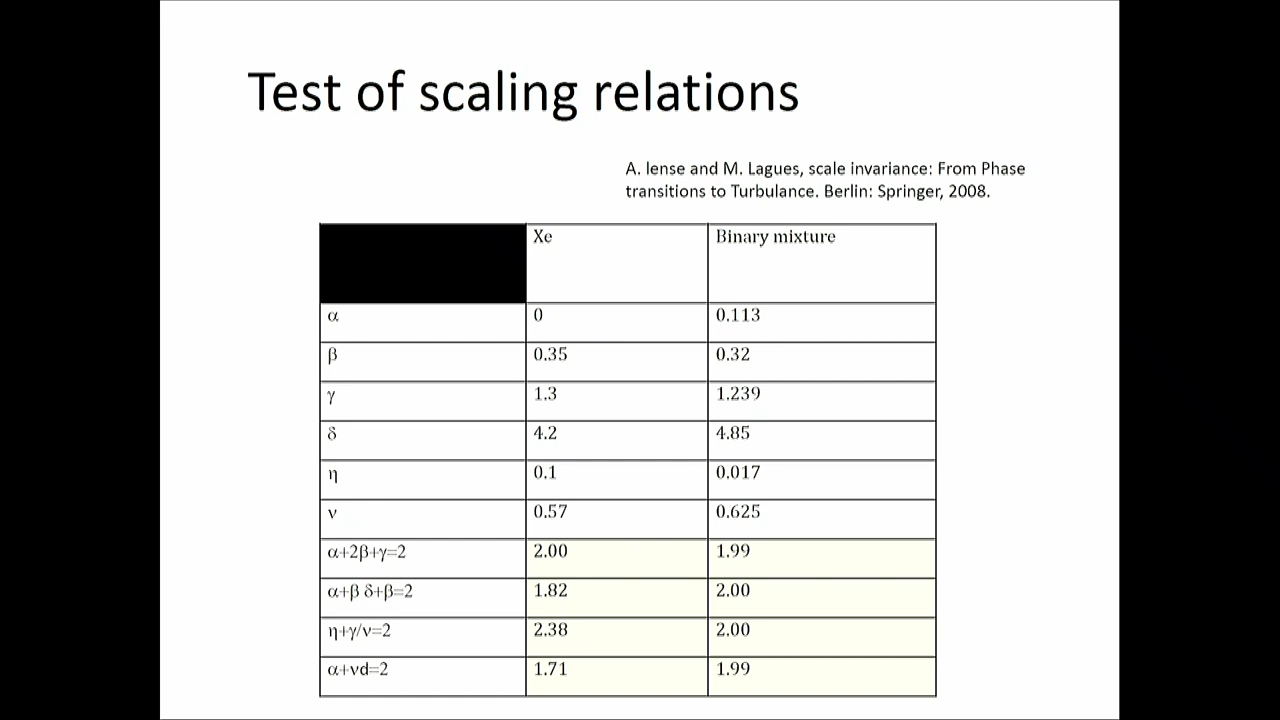 Test of scaling relations
A. lense and M. Lagues, scale invariance: From Phase
transitions to Turbulance. Berlin: Springer, 2008.
Xe Binary mixture
α 0 0.113
β 0.35 0.32
γ 1.3 1.239
δ 4.2 4.85
η 0.1 0.017
ν 0.57 0.625
α+2β+γ=2 2.00 1.99
α+β δ+β=2 1.82 2.00
η+γ/ν=2 2.38 2.00
α+νd=2 1.71 1.99